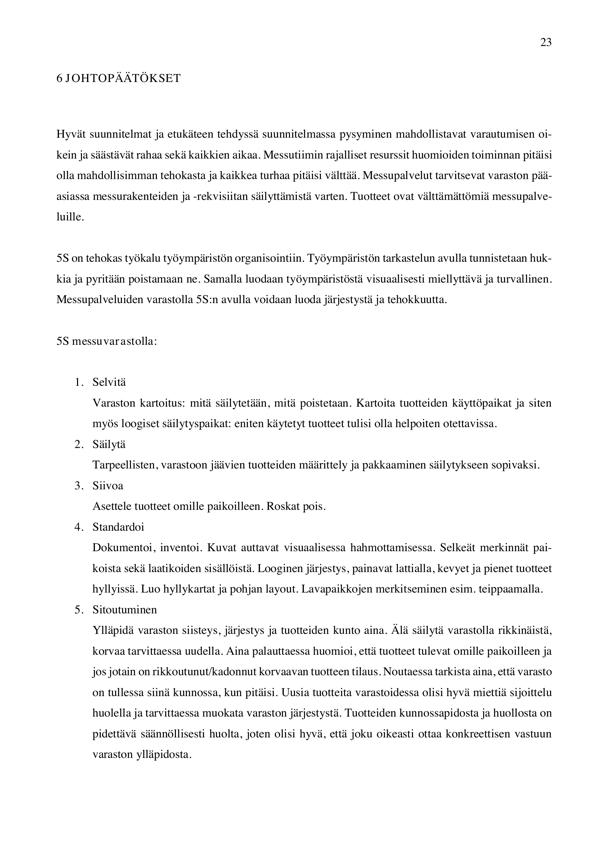 23
6 JOHTOPÄÄTÖKSET
Hyvät suunnitelmat ja etukäteen tehdyssä suunnitelmassa pysyminen mahdollistavat varautumisen oi-
kein ja säästävät rahaa sekä kaikkien aikaa. Messutiimin rajalliset resurssit huomioiden toiminnan pitäisi
olla mahdollisimman tehokasta ja kaikkea turhaa pitäisi välttää. Messupalvelut tarvitsevat varaston pää-
asiassa messurakenteiden ja -rekvisiitan säilyttämistä varten. Tuotteet ovat välttämättömiä messupalve-
luille.
5S on tehokas työkalu työympäristön organisointiin. Työympäristön tarkastelun avulla tunnistetaan huk-
kia ja pyritään poistamaan ne. Samalla luodaan työympäristöstä visuaalisesti miellyttävä ja turvallinen.
Messupalveluiden varastolla 5S:n avulla voidaan luoda järjestystä ja tehokkuutta.
5S messuvarastolla:
1. Selvitä
Varaston kartoitus: mitä säilytetään, mitä poistetaan. Kartoita tuotteiden käyttöpaikat ja siten
myös loogiset säilytyspaikat: eniten käytetyt tuotteet tulisi olla helpoiten otettavissa.
2. Säilytä
Tarpeellisten, varastoon jäävien tuotteiden määrittely ja pakkaaminen säilytykseen sopivaksi.
3. Siivoa
Asettele tuotteet omille paikoilleen. Roskat pois.
4. Standardoi
Dokumentoi, inventoi. Kuvat auttavat visuaalisessa hahmottamisessa. Selkeät merkinnät pai-
koista sekä laatikoiden sisällöistä. Looginen järjestys, painavat lattialla, kevyet ja pienet tuotteet
hyllyissä. Luo hyllykartat ja pohjan layout. Lavapaikkojen merkitseminen esim. teippaamalla.
5. Sitoutuminen
Ylläpidä varaston siisteys, järjestys ja tuotteiden kunto aina. Älä säilytä varastolla rikkinäistä,
korvaa tarvittaessa uudella. Aina palauttaessa huomioi, että tuotteet tulevat omille paikoilleen ja
jos jotain on rikkoutunut/kadonnut korvaavan tuotteen tilaus. Noutaessa tarkista aina, että varasto
on tullessa siinä kunnossa, kun pitäisi. Uusia tuotteita varastoidessa olisi hyvä miettiä sijoittelu
huolella ja tarvittaessa muokata varaston järjestystä. Tuotteiden kunnossapidosta ja huollosta on
pidettävä säännöllisesti huolta, joten olisi hyvä, että joku oikeasti ottaa konkreettisen vastuun
varaston ylläpidosta.